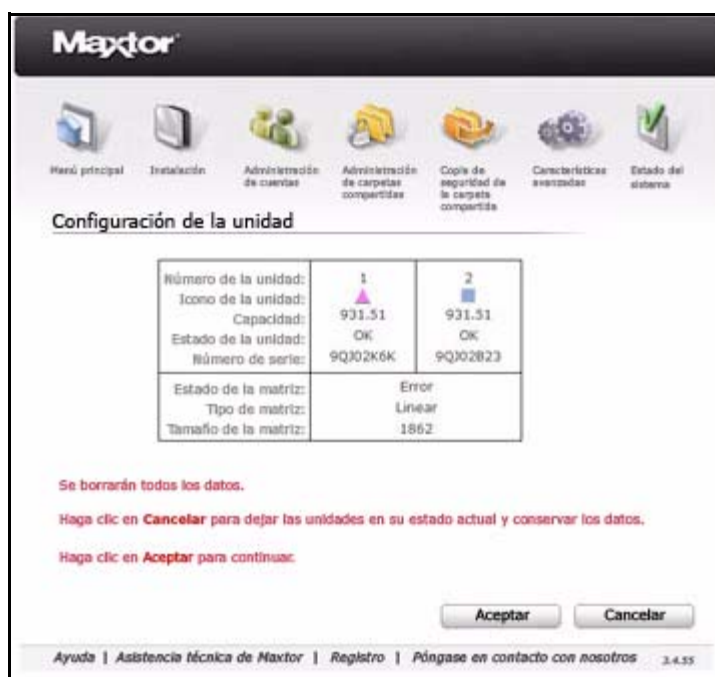 Maxtor
Menú principal
Instalación
Administración de cuentas
Administración de carpetas compartidas
Copia de seguridad de la carpeta compartida
Características avanzadas
Estado del sistema
Configuración de la unidad
Número de la unidad: 1 2
Icono de la unidad:
Capacidad: 931.51 931.51
Estado de la unidad: OK OK
Número de serie: 9QJ02K6K 9QJ02B23
Estado de la matriz: Error
Tipo de matriz: Linear
Tamaño de la matriz: 1862
Se borrarán todos los datos.
Haga clic en Cancelar para dejar las unidades en su estado actual y conservar los datos.
Haga clic en Aceptar para continuar.
Aceptar Cancelar
Ayuda | Asistencia técnica de Maxtor | Registro | Póngase en contacto con nosotros 3.4.55